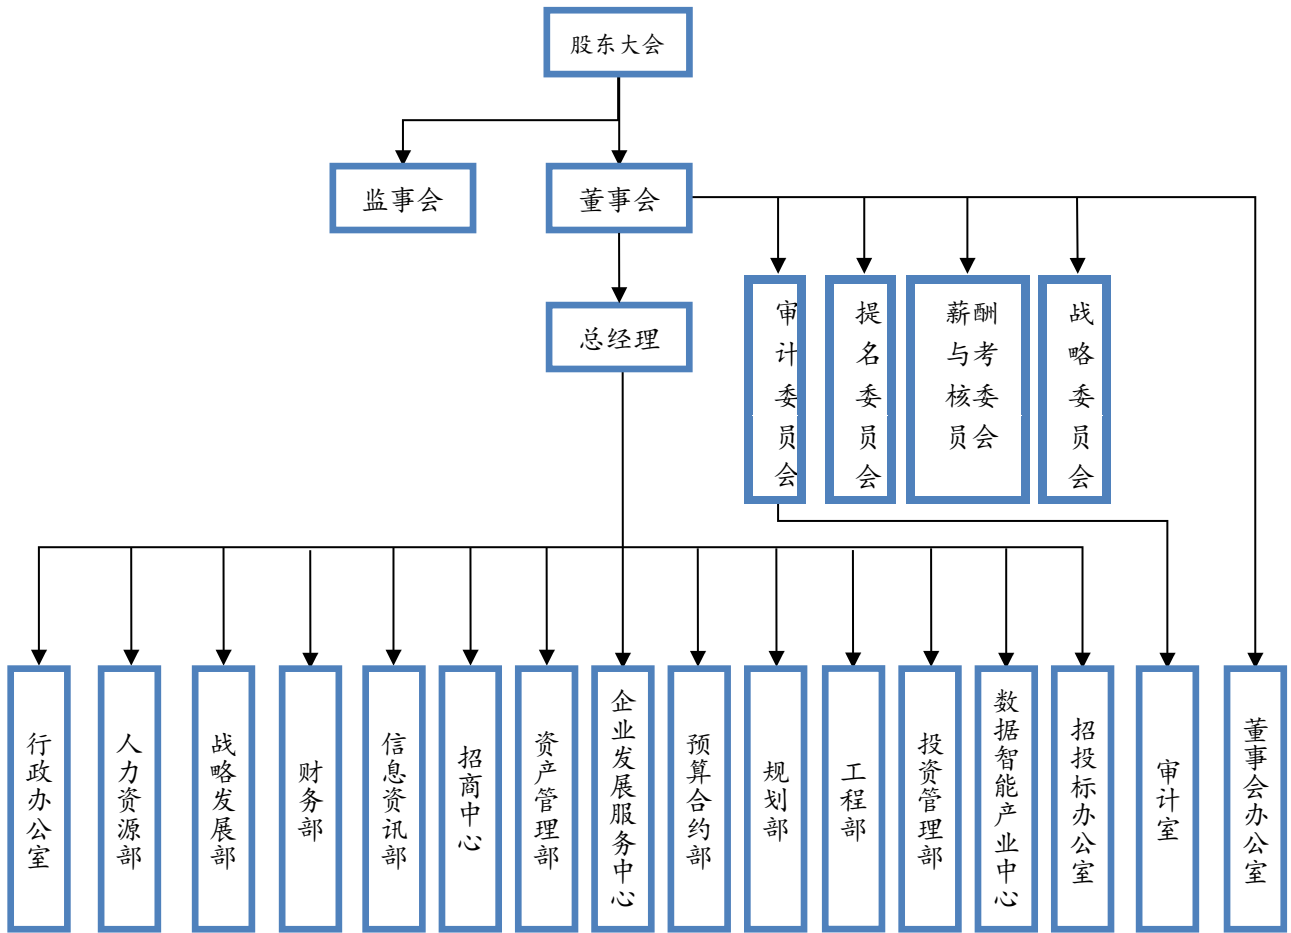 股东大会
监事会
董事会
总经理
审计委员会
提名委员会
薪酬
与考
核委
员会
战略委员会
行政办公室
人力资源部
战略发展部
财务部
信息资讯部
招商中心
资产管理部
企业发展服务中心
预算合约部
规划部
工程部
投资管理部
数据智能产业中心
招投标办公室
审计室
董事会办公室